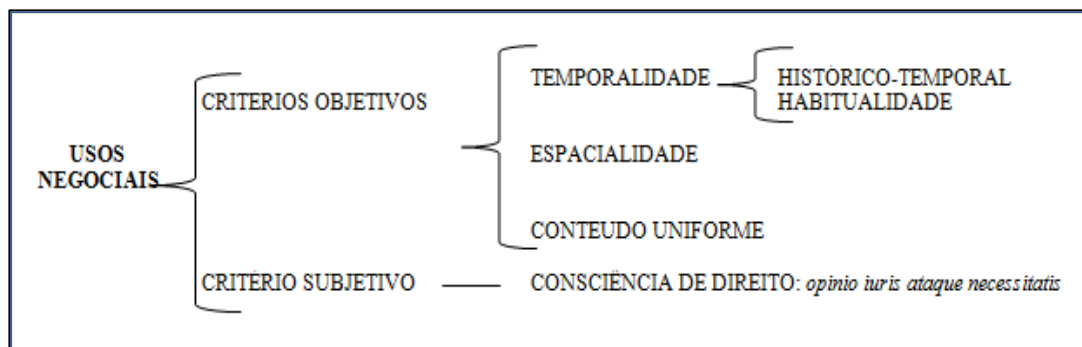 TEMPORALIDADE
HISTÓRICO-TEMPORAL
HABITUALIDADE
CRITERIOS OBJETIVOS
USOS
NEGOCIAIS
ESPACIALIDADE
CONTEUDO UNIFORME
CRITÉRIO SUBJETIVO
CONSCIÊNCIA DE DIREITO: opinio iuris ataque necessitatis